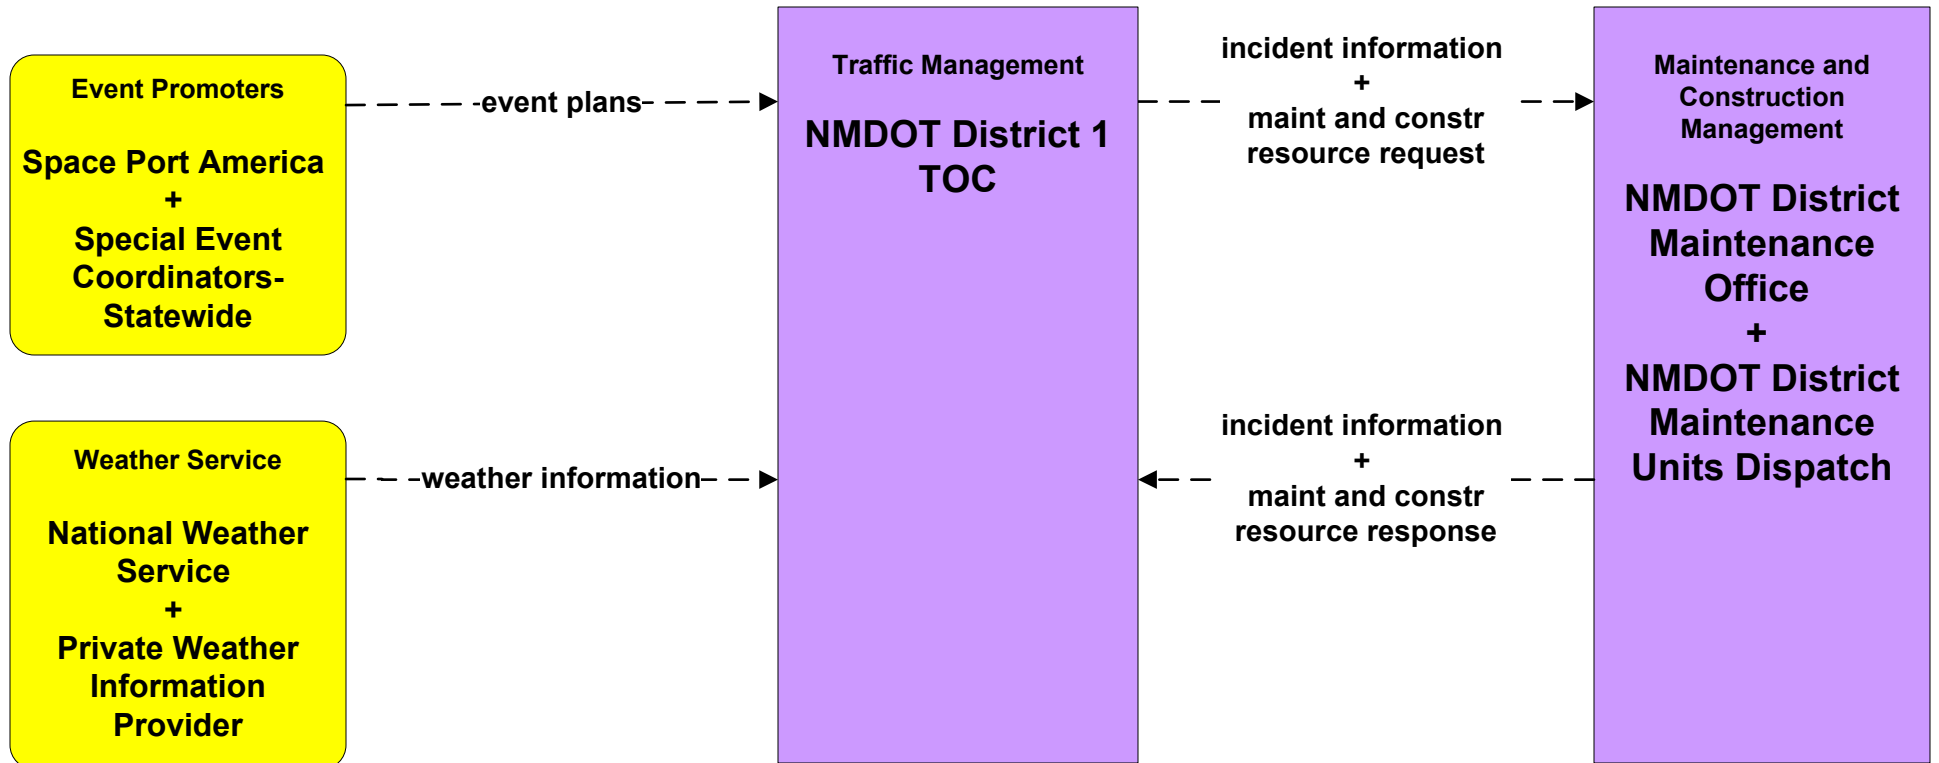 Event Promoters
Space Port America
+
Special Event
Coordinators-
Statewide
event plans
Traffic Management
NMDOT District 1
TOC
incident information
+
maint and constr
resource request
Maintenance and
Construction
Management
NMDOT District
Maintenance
Office
+
NMDOT District
Maintenance
Units Dispatch
Weather Service
National Weather
Service
+
Private Weather
Information
Provider
weather information
incident information
+
maint and constr
resource response